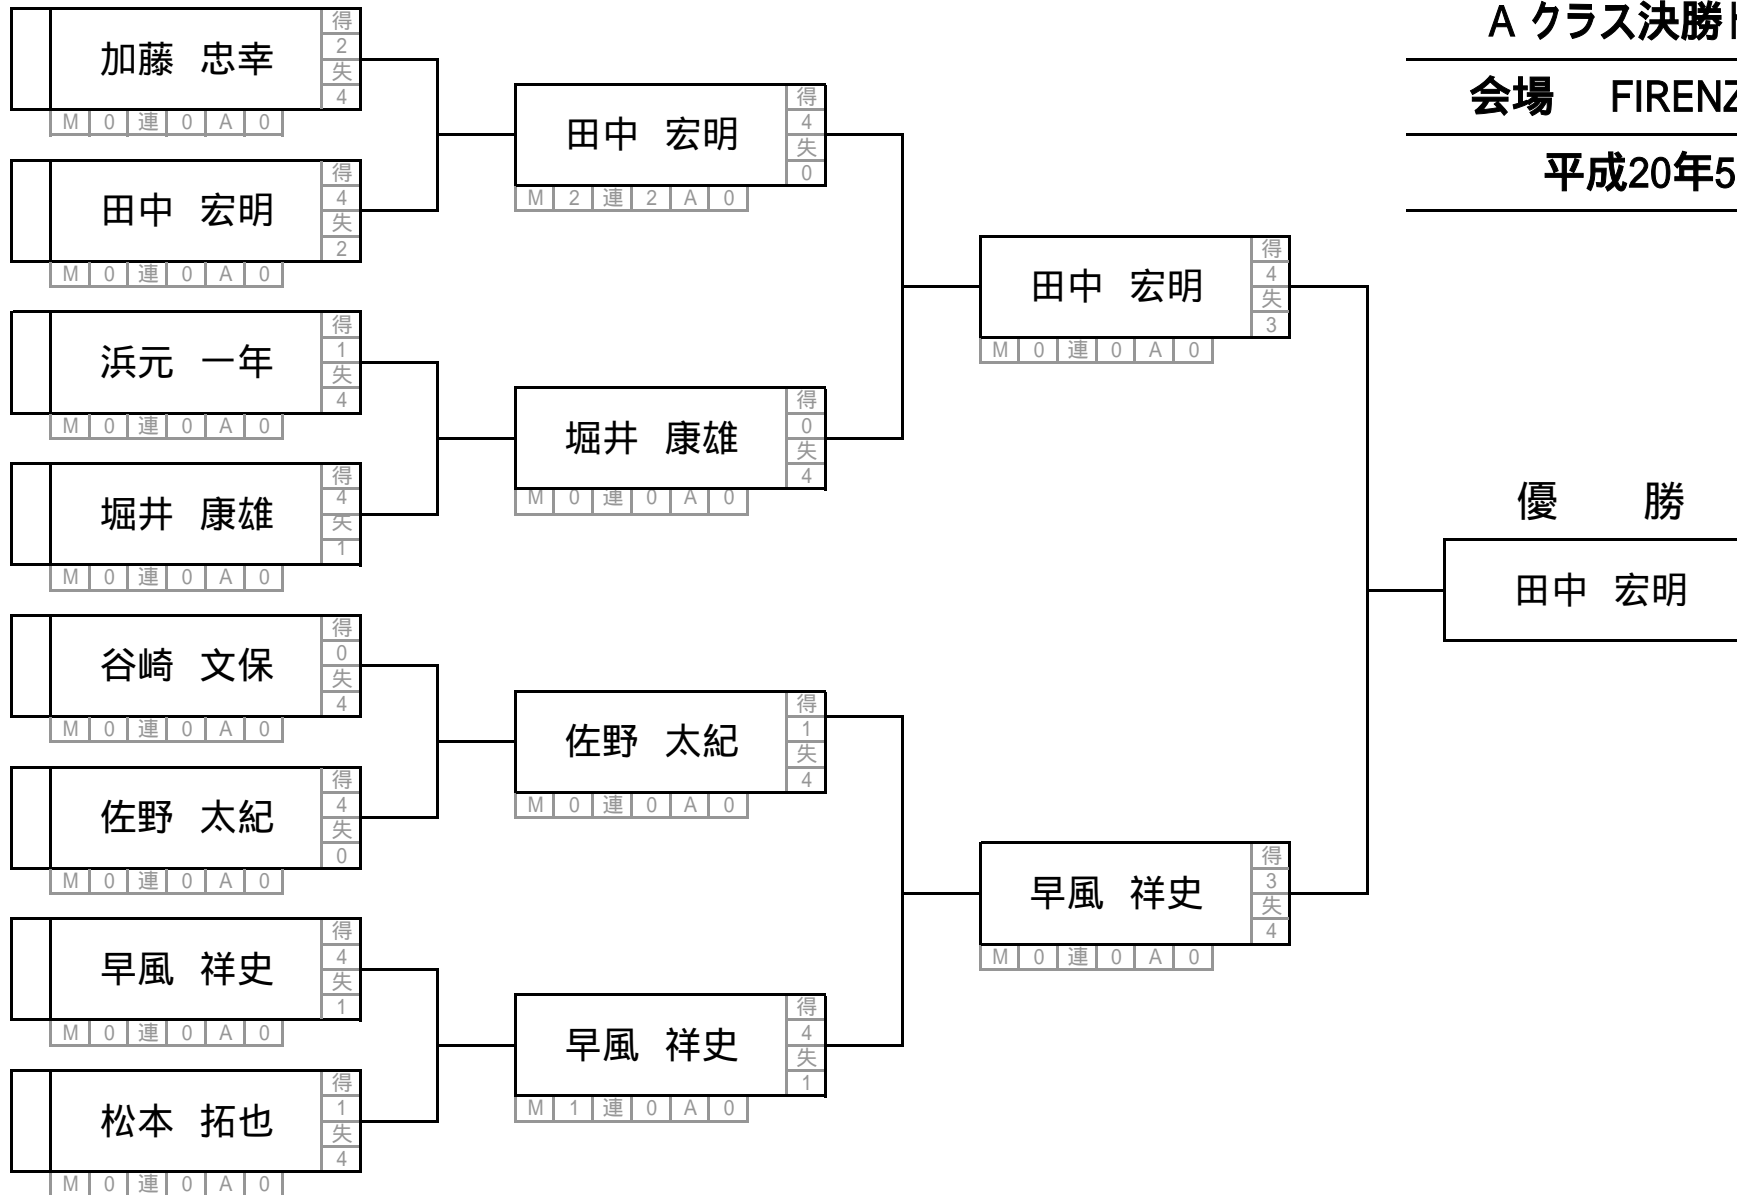 A クラス決勝
会場 FIRENZ
平成20年5
加藤 忠幸
得
2
失
4
M 0 連 0 A 0
田中 宏明
得
4
失
2
M 0 連 0 A 0
浜元 一年
得
1
失
4
M 0 連 0 A 0
堀井 康雄
得
4
失
1
M 0 連 0 A 0
谷崎 文保
得
0
失
4
M 0 連 0 A 0
佐野 太紀
得
4
失
0
M 0 連 0 A 0
早風 祥史
得
4
失
1
M 0 連 0 A 0
松本 拓也
得
1
失
4
M 0 連 0 A 0
田中 宏明
得
4
失
0
M 2 連 2 A 0
堀井 康雄
得
0
失
4
M 0 連 0 A 0
佐野 太紀
得
1
失
4
M 0 連 0 A 0
早風 祥史
得
4
失
1
M 1 連 0 A 0
田中 宏明
得
4
失
3
M 0 連 0 A 0
早風 祥史
得
3
失
4
M 0 連 0 A 0
優 勝
田中 宏明